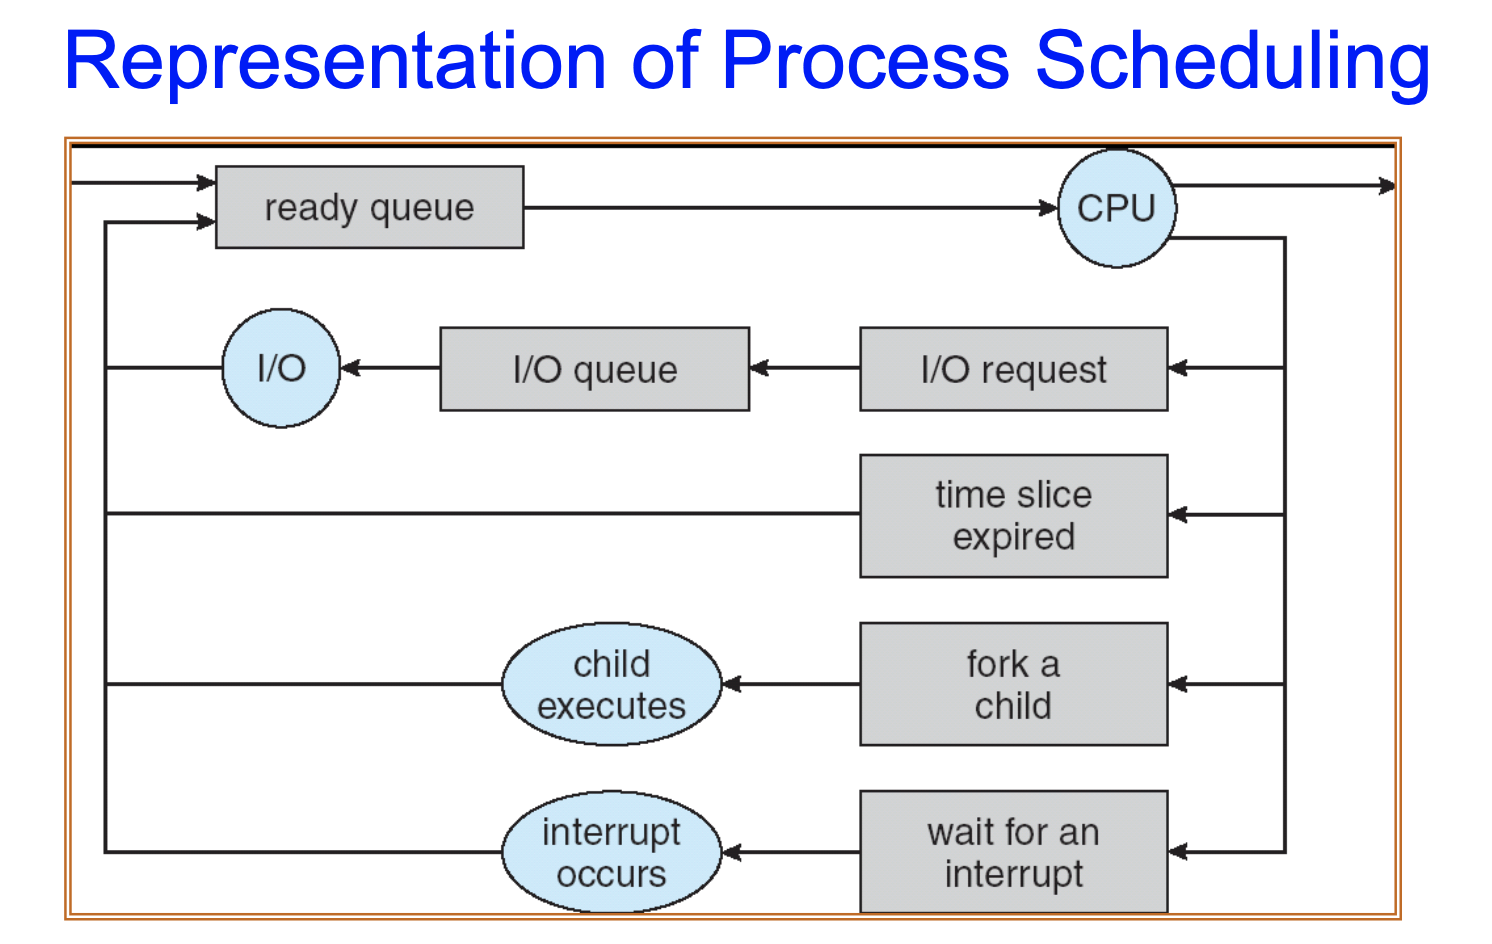 Representation of Process Scheduling
ready queue
CPU
I/O
I/O queue
I/O request
time slice
expired
child
executes
fork a
child
interrupt
occurs
wait for an
interrupt